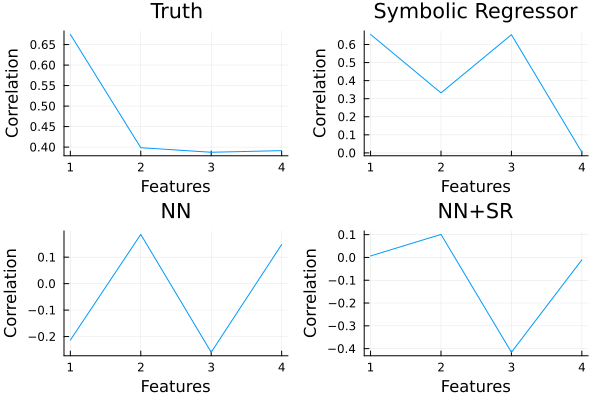 Truth
Correlation
0.65
0.60
0.55
0.50
0.45
0.40
1 2 3 4
Features
Symbolic Regressor
Correlation
0.6
0.5
0.4
0.3
0.2
0.1
0.0
1 2 3 4
Features
NN
Correlation
0.1
0.0
−0.1
−0.2
1 2 3 4
Features
NN+SR
Correlation
0.1
0.0
−0.1
−0.2
−0.3
−0.4
1 2 3 4
Features